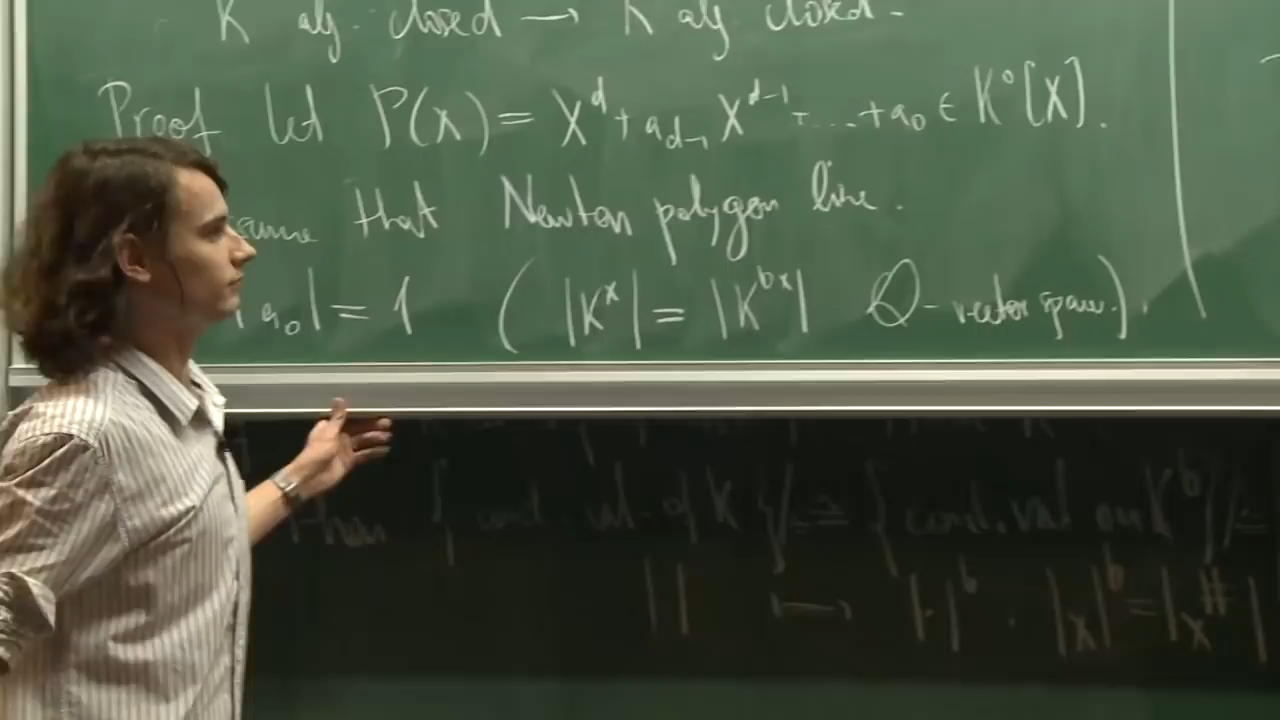 K alg. closed → K alg closed.
Proof Let P(X) = X^d + a_{d-1} X^{d-1} + ... + a_0 ∈ K°[X].
that Newton polygon line.
|a_0| = 1 ( |K^x| = |K^{bx}| Q-vector space.).
Then { cont. val. of K }/≅ = { cont. val on K^b }/≅
| | ↦ |·|^b . |x|^b = |x^#|